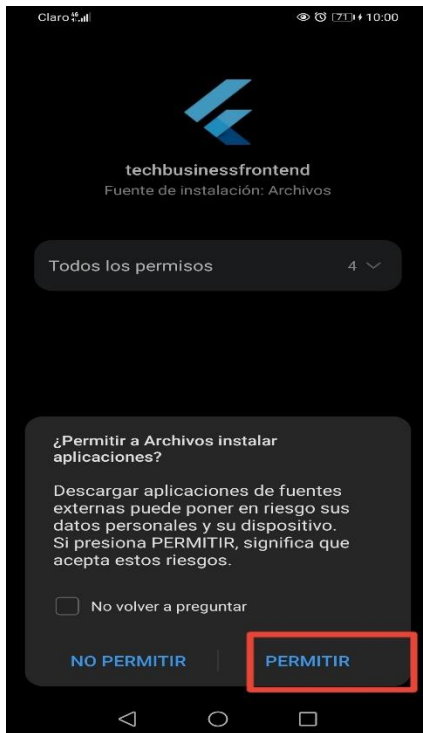 Claro 71 10:00
techbusinessfrontend
Fuente de instalación: Archivos
Todos los permisos 4
¿Permitir a Archivos instalar
aplicaciones?
Descargar aplicaciones de fuentes
externas puede poner en riesgo sus
datos personales y su dispositivo.
Si presiona PERMITIR, significa que
acepta estos riesgos.
No volver a preguntar
NO PERMITIR PERMITIR